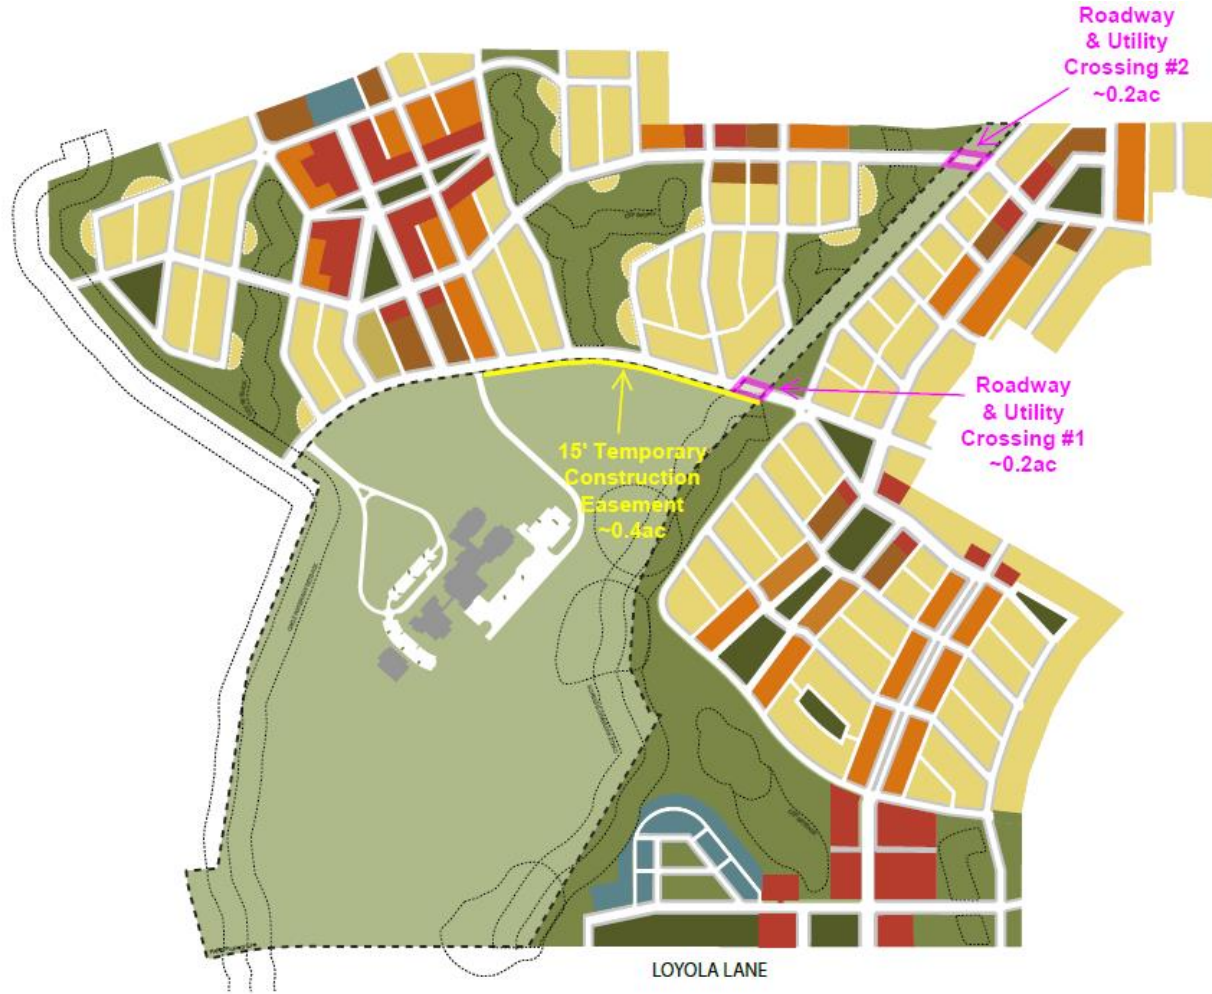 Roadway
& Utility
Crossing #2
~0.2ac
Roadway
& Utility
Crossing #1
~0.2ac
15' Temporary
Construction
Easement
~0.4ac
LOYOLA LANE